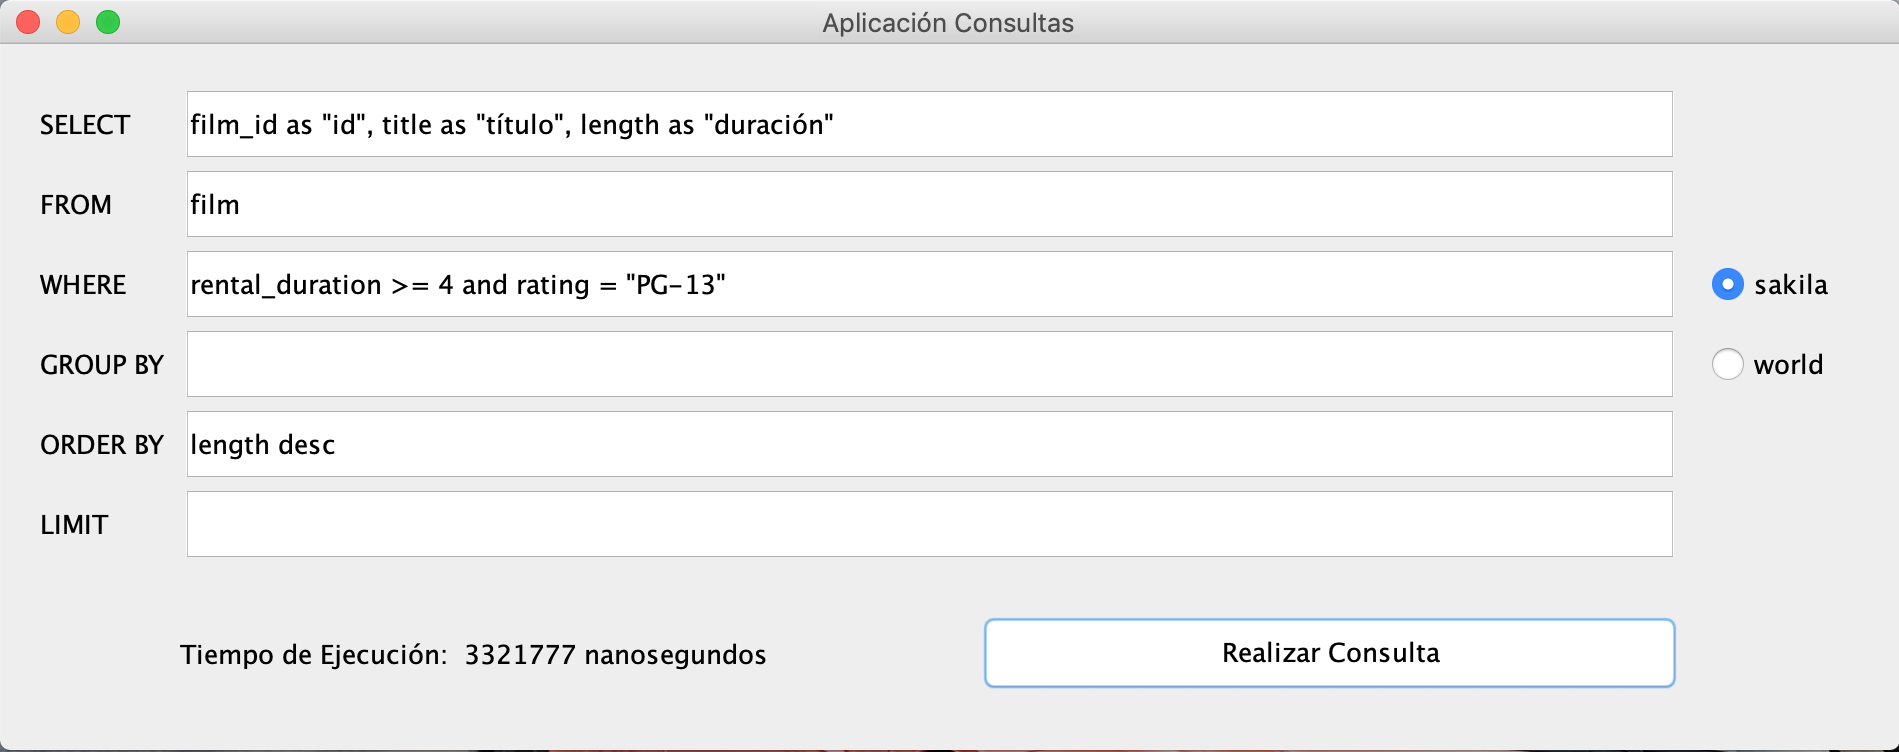 Aplicación Consultas
SELECT film_id as "id", title as "título", length as "duración"
FROM film
WHERE rental_duration >= 4 and rating = "PG-13" sakila
GROUP BY world
ORDER BY length desc
LIMIT
Tiempo de Ejecución: 3321777 nanosegundos Realizar Consulta